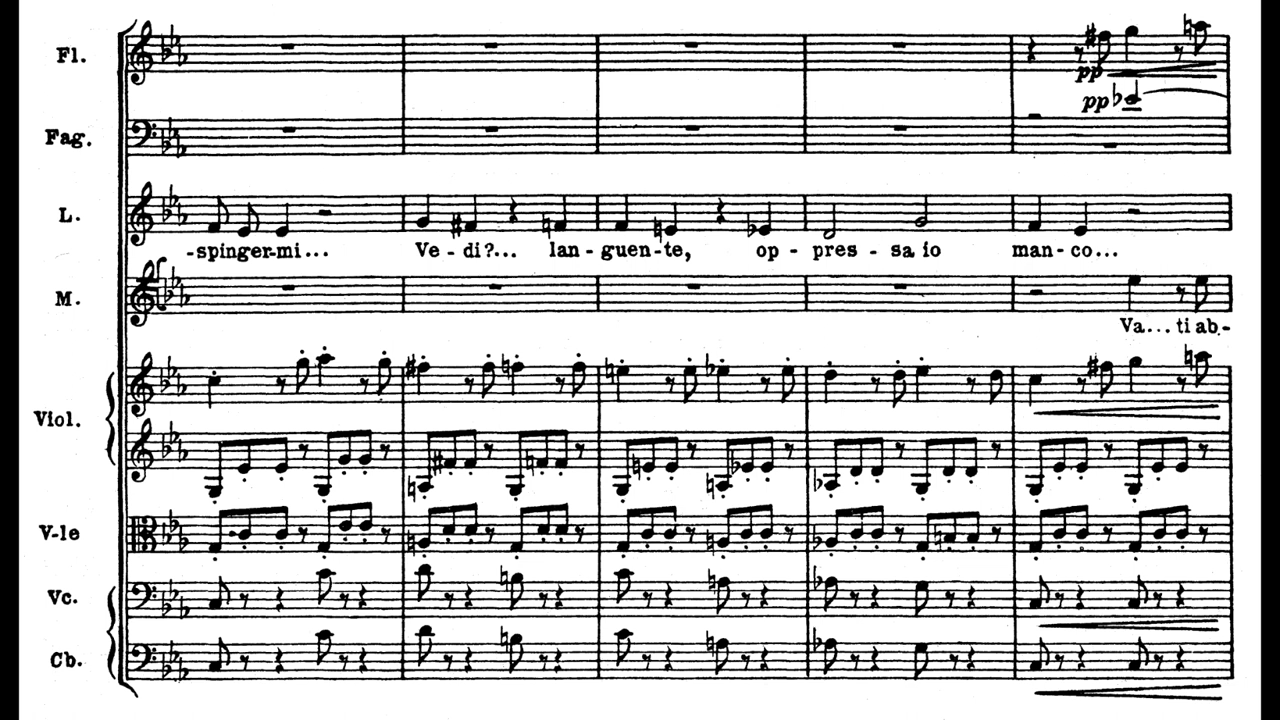 Fl.
pp
pp
Fag.
L.
-spinger-mi... Ve - di?... lan - guen - te, op - pres - sa io man - co...
M.
Va... ti ab -
Viol.
V-le
Vc.
Cb.